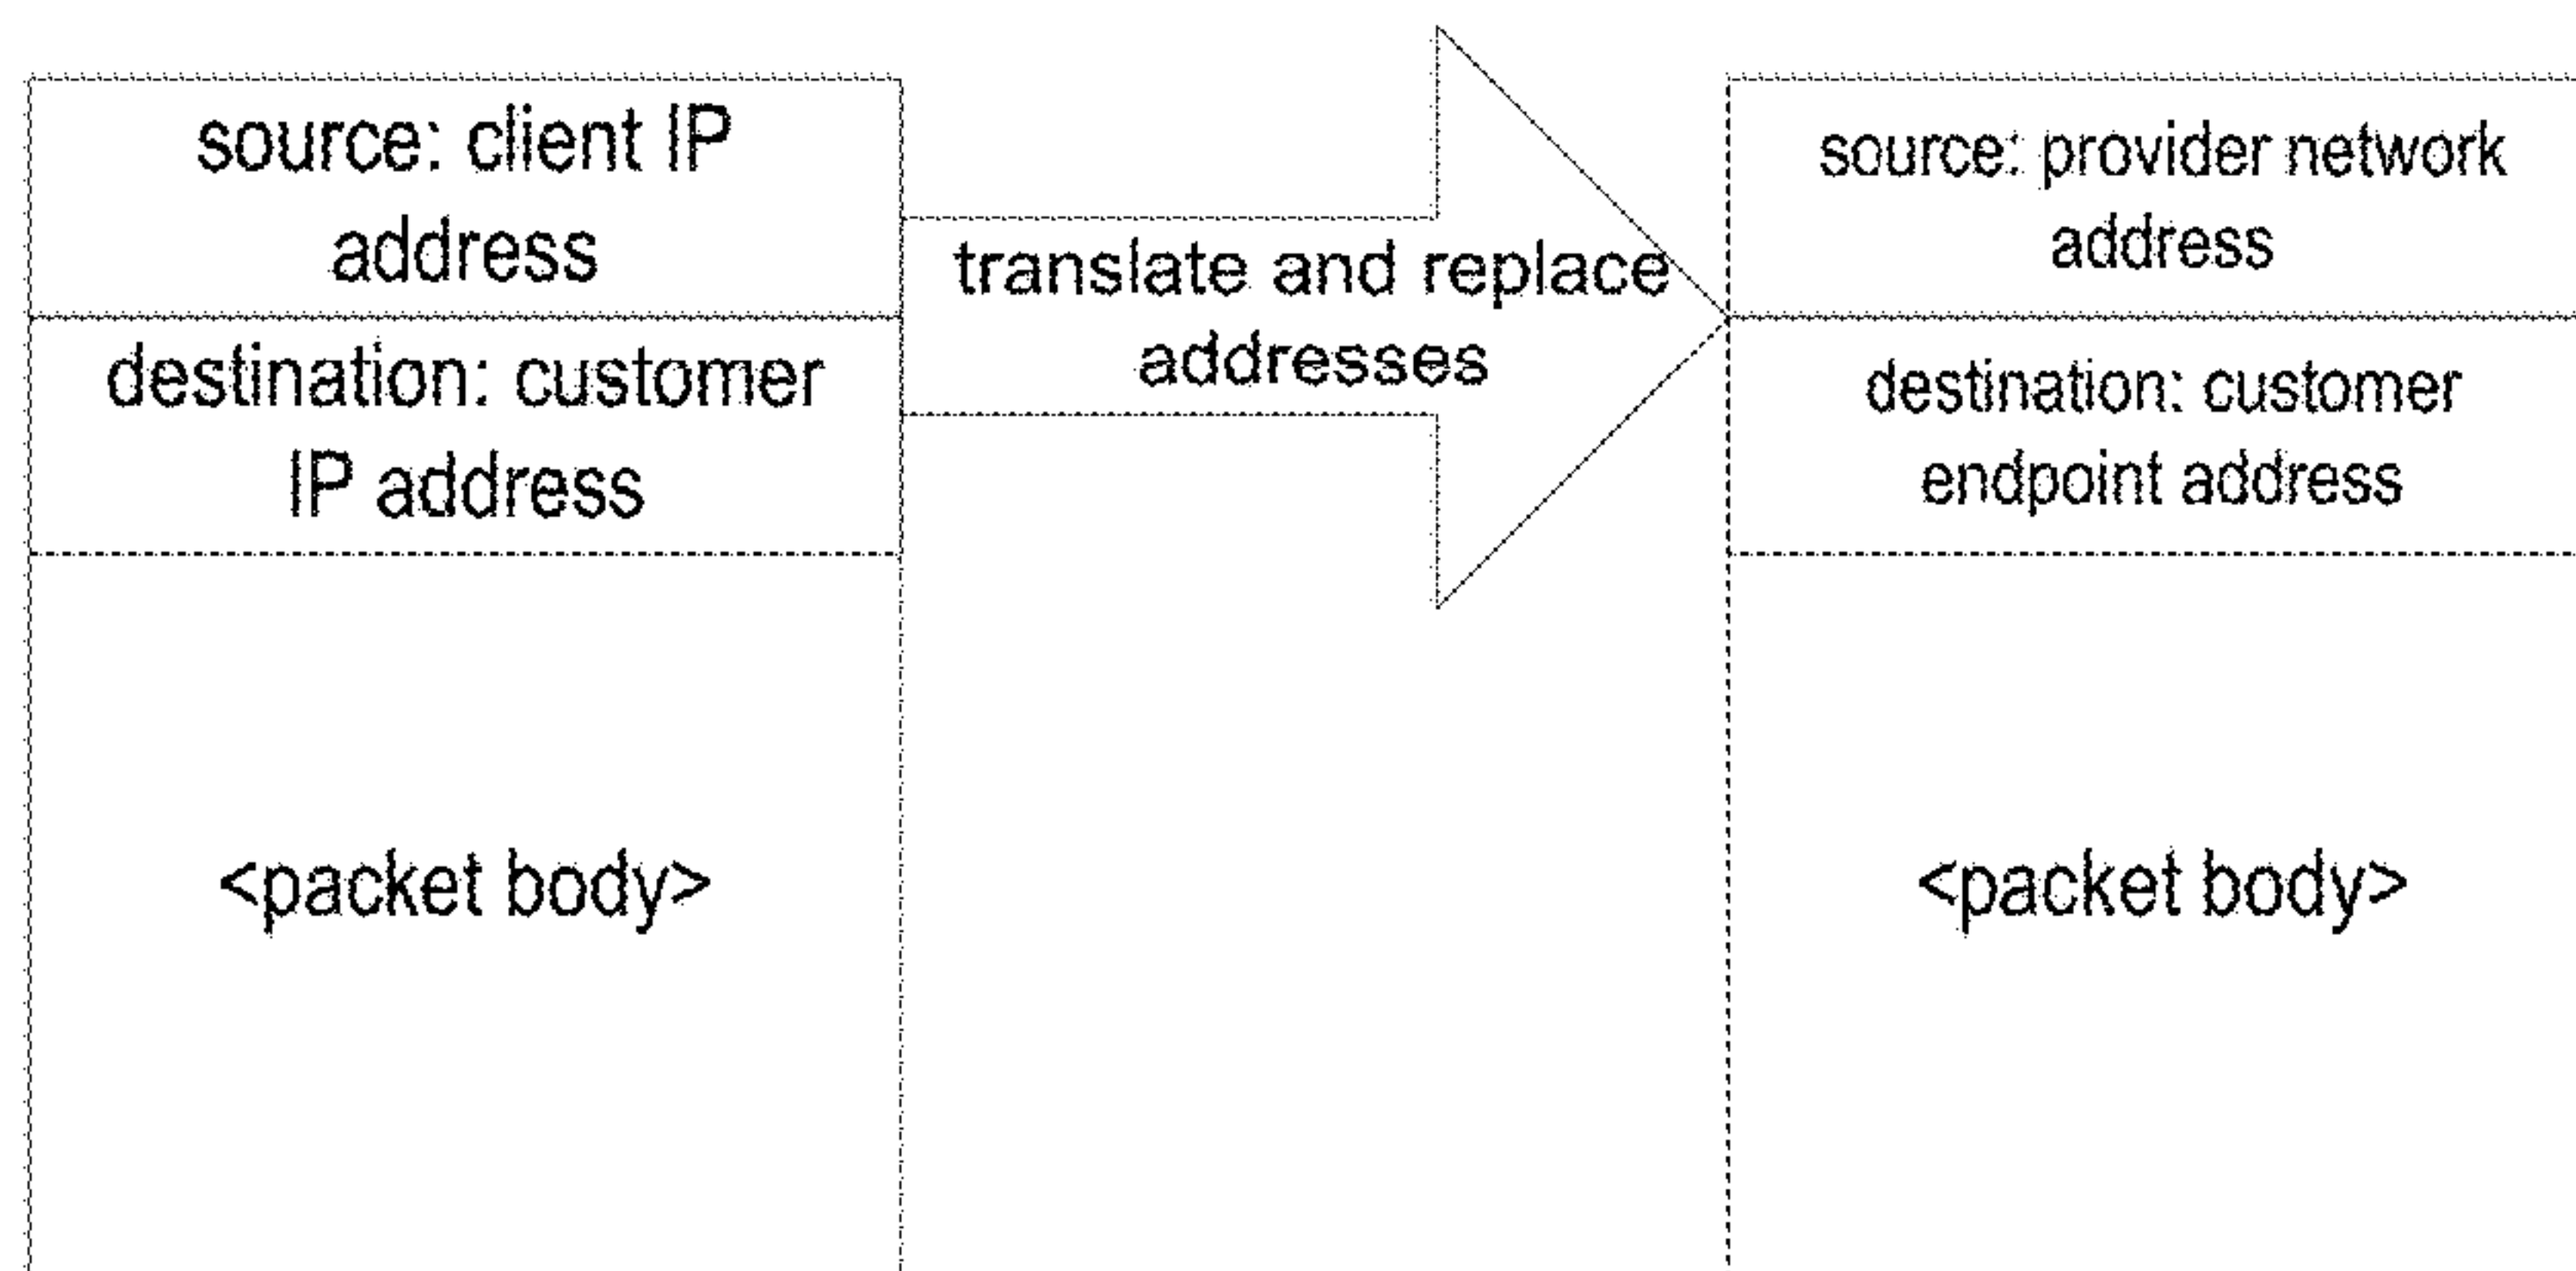 source: client IP
address
destination: customer
IP address
<packet body>
translate and replace
addresses
source: provider network
address
destination: customer
endpoint address
<packet body>